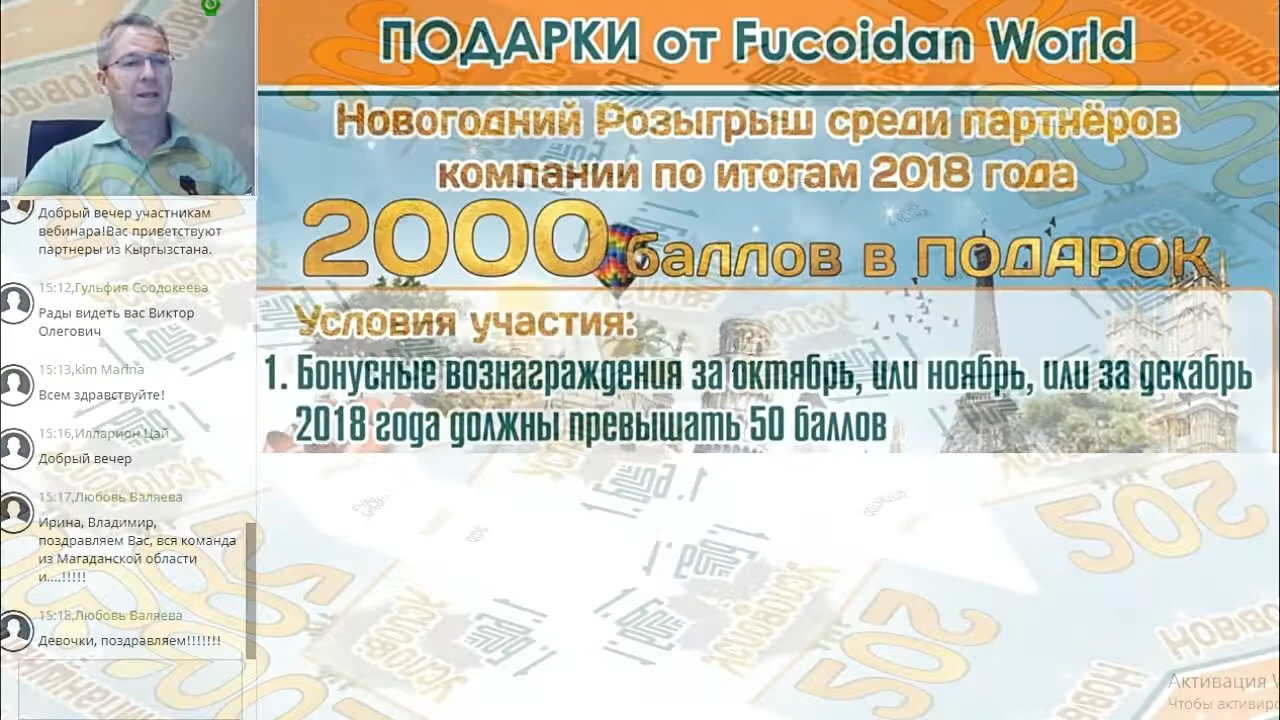 ПОДАРКИ от Fucoidan World
Новогодний Розыгрыш среди партнёров
компании по итогам 2018 года
2000 баллов в ПОДАРОК
Условия участия:
1. Бонусные вознаграждения за октябрь, или ноябрь, или за декабрь
2018 года должны превышать 50 баллов
Добрый вечер участникам
вебинара!Вас приветствуют
партнеры из Кыргызстана.
15:12,Гульфия Соодокеева
Рады видеть вас Виктор
Олегович
15:13,kim Marina
Всем здравствуйте!
15:16,Илларион Цай
Добрый вечер
15:17,Любовь Валяева
Ирина, Владимир,
поздравляем Вас, вся команда
из Магаданской области
и....!!!!!
15:18,Любовь Валяева
Девочки, поздравляем!!!!!!!
Активация
Чтобы активиро